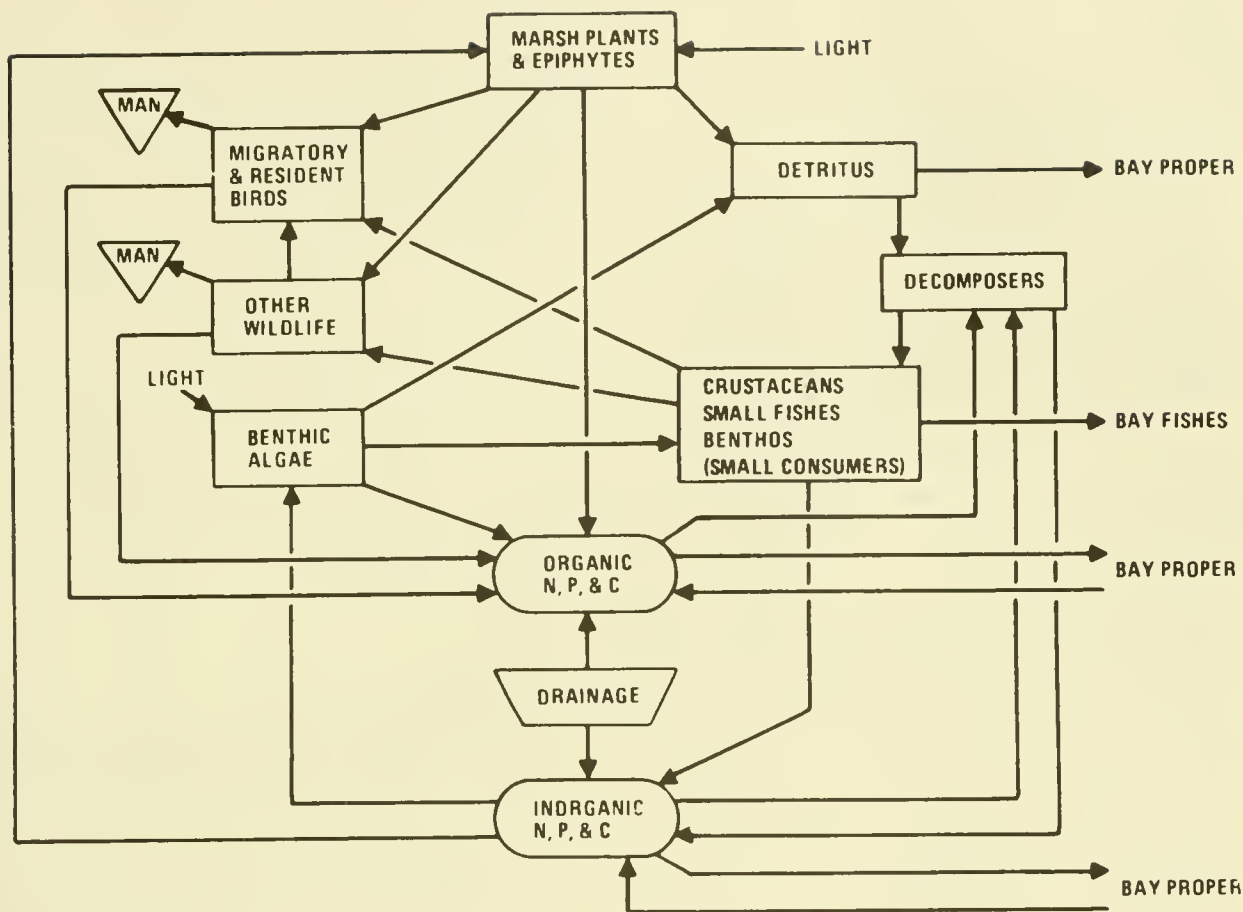 MARSH PLANTS
& EPIPHYTES
LIGHT
MAN
MIGRATORY
& RESIDENT
BIRDS
DETRITUS
BAY PROPER
MAN
OTHER
WILDLIFE
DECOMPOSERS
LIGHT
BENTHIC
ALGAE
CRUSTACEANS
SMALL FISHES
BENTHOS
(SMALL CONSUMERS)
BAY FISHES
ORGANIC
N, P, & C
BAY PROPER
DRAINAGE
INORGANIC
N, P, & C
BAY PROPER